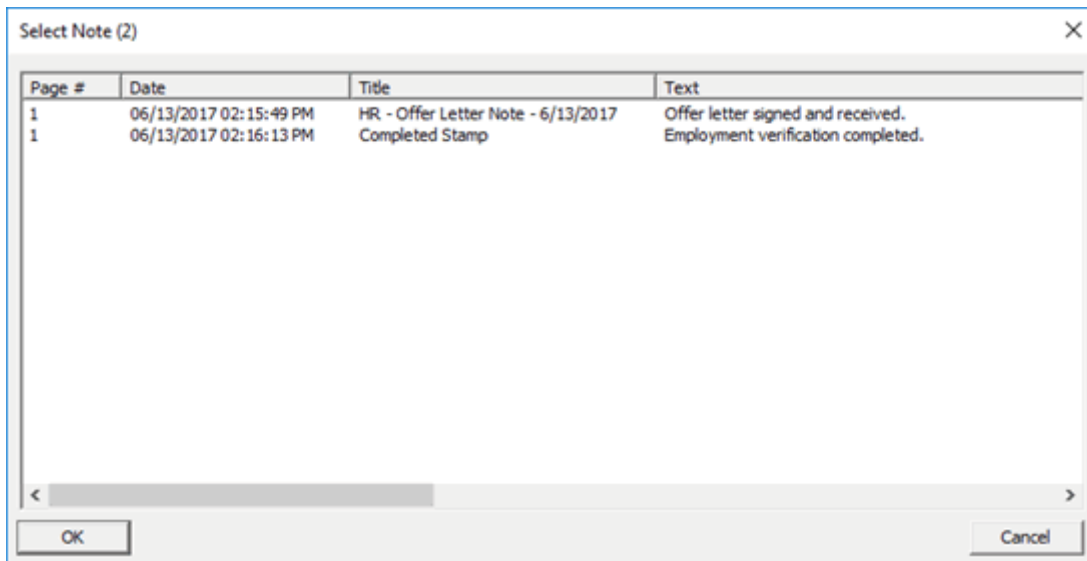 Select Note (2)
Page # Date Title Text
1 06/13/2017 02:15:49 PM HR - Offer Letter Note - 6/13/2017 Offer letter signed and received.
1 06/13/2017 02:16:13 PM Completed Stamp Employment verification completed.
OK Cancel